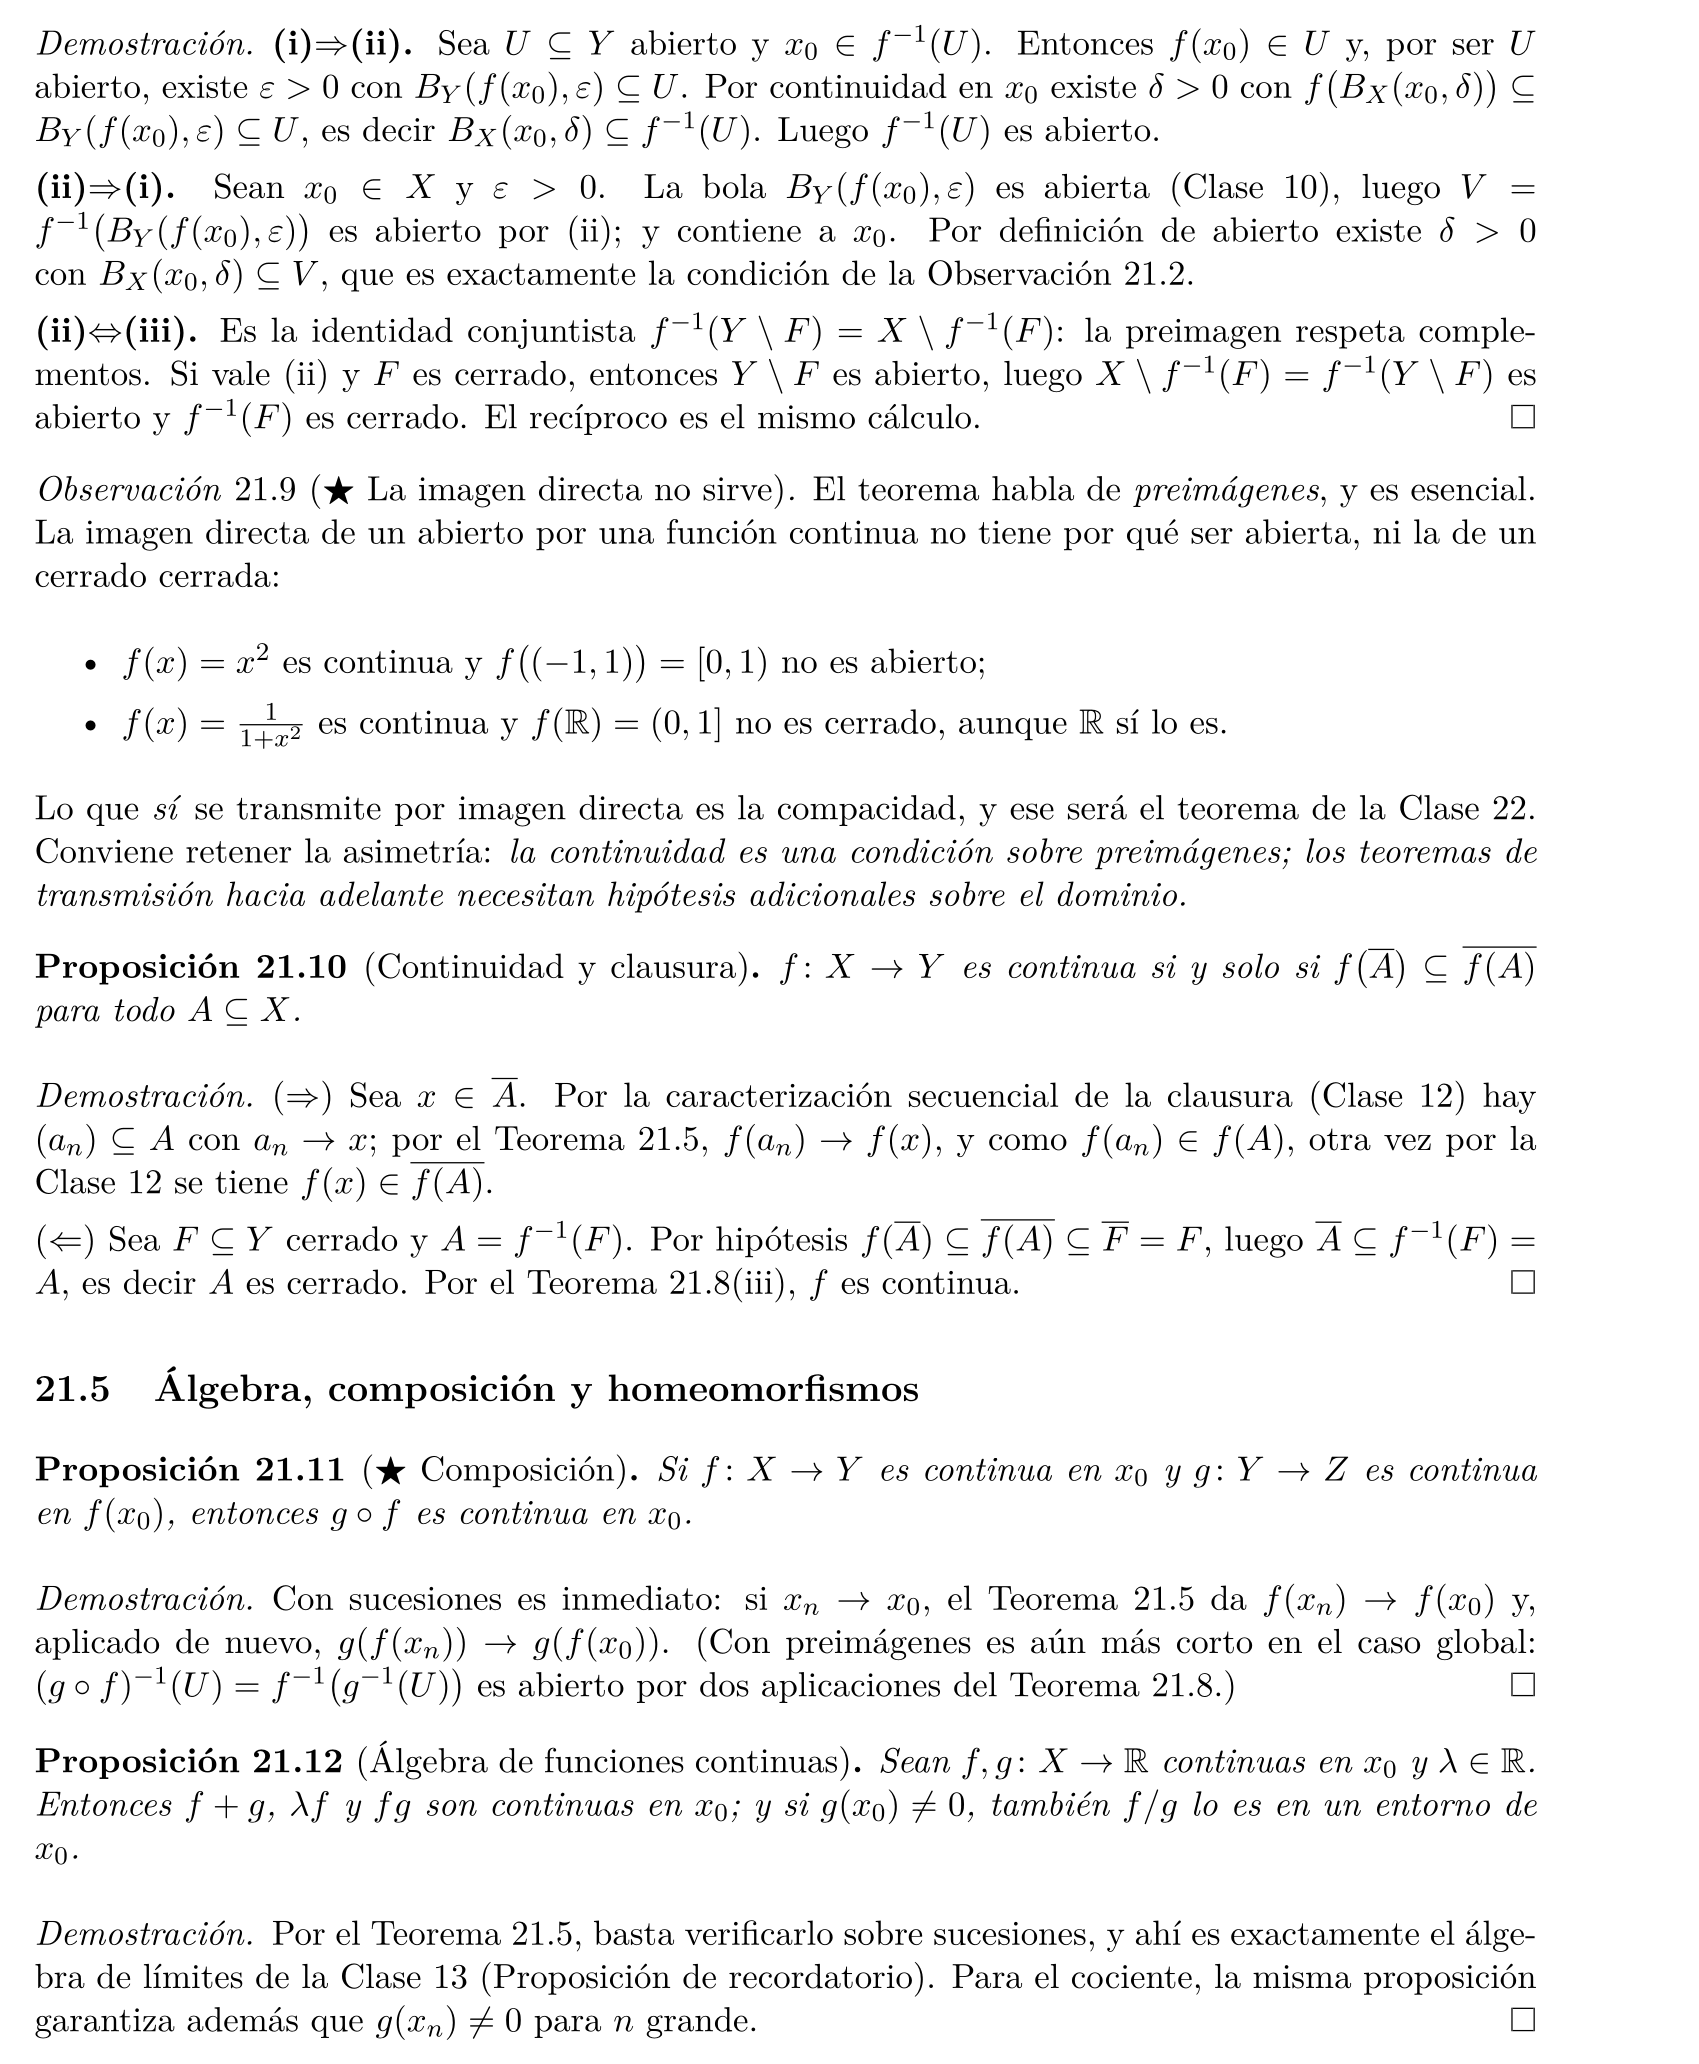 Demostración. (i)⇒(ii). Sea U ⊆ Y abierto y x₀ ∈ f⁻¹(U). Entonces f(x₀) ∈ U y, por ser U
abierto, existe ε > 0 con B_Y(f(x₀), ε) ⊆ U. Por continuidad en x₀ existe δ > 0 con f(B_X(x₀, δ)) ⊆
B_Y(f(x₀), ε) ⊆ U, es decir B_X(x₀, δ) ⊆ f⁻¹(U). Luego f⁻¹(U) es abierto.
(ii)⇒(i). Sean x₀ ∈ X y ε > 0. La bola B_Y(f(x₀), ε) es abierta (Clase 10), luego V =
f⁻¹(B_Y(f(x₀), ε)) es abierto por (ii); y contiene a x₀. Por definición de abierto existe δ > 0
con B_X(x₀, δ) ⊆ V, que es exactamente la condición de la Observación 21.2.
(ii)⇔(iii). Es la identidad conjuntista f⁻¹(Y \ F) = X \ f⁻¹(F): la preimagen respeta comple-
mentos. Si vale (ii) y F es cerrado, entonces Y \ F es abierto, luego X \ f⁻¹(F) = f⁻¹(Y \ F) es
abierto y f⁻¹(F) es cerrado. El recíproco es el mismo cálculo. □
Observación 21.9 (★ La imagen directa no sirve). El teorema habla de preimágenes, y es esencial.
La imagen directa de un abierto por una función continua no tiene por qué ser abierta, ni la de un
cerrado cerrada:
• f(x) = x² es continua y f((−1, 1)) = [0, 1) no es abierto;
• f(x) = 1/(1+x²) es continua y f(ℝ) = (0, 1] no es cerrado, aunque ℝ sí lo es.
Lo que sí se transmite por imagen directa es la compacidad, y ese será el teorema de la Clase 22.
Conviene retener la asimetría: la continuidad es una condición sobre preimágenes; los teoremas de
transmisión hacia adelante necesitan hipótesis adicionales sobre el dominio.
Proposición 21.10 (Continuidad y clausura). f: X → Y es continua si y solo si f(A̅) ⊆ \overline{f(A)}
para todo A ⊆ X.
Demostración. (⇒) Sea x ∈ A̅. Por la caracterización secuencial de la clausura (Clase 12) hay
(aₙ) ⊆ A con aₙ → x; por el Teorema 21.5, f(aₙ) → f(x), y como f(aₙ) ∈ f(A), otra vez por la
Clase 12 se tiene f(x) ∈ \overline{f(A)}.
(⇐) Sea F ⊆ Y cerrado y A = f⁻¹(F). Por hipótesis f(A̅) ⊆ \overline{f(A)} ⊆ F̅ = F, luego A̅ ⊆ f⁻¹(F) =
A, es decir A es cerrado. Por el Teorema 21.8(iii), f es continua. □
21.5 Álgebra, composición y homeomorfismos
Proposición 21.11 (★ Composición). Si f: X → Y es continua en x₀ y g: Y → Z es continua
en f(x₀), entonces g ∘ f es continua en x₀.
Demostración. Con sucesiones es inmediato: si xₙ → x₀, el Teorema 21.5 da f(xₙ) → f(x₀) y,
aplicado de nuevo, g(f(xₙ)) → g(f(x₀)). (Con preimágenes es aún más corto en el caso global:
(g ∘ f)⁻¹(U) = f⁻¹(g⁻¹(U)) es abierto por dos aplicaciones del Teorema 21.8.) □
Proposición 21.12 (Álgebra de funciones continuas). Sean f, g: X → ℝ continuas en x₀ y λ ∈ ℝ.
Entonces f + g, λf y fg son continuas en x₀; y si g(x₀) ≠ 0, también f/g lo es en un entorno de
x₀.
Demostración. Por el Teorema 21.5, basta verificarlo sobre sucesiones, y ahí es exactamente el álge-
bra de límites de la Clase 13 (Proposición de recordatorio). Para el cociente, la misma proposición
garantiza además que g(xₙ) ≠ 0 para n grande. □